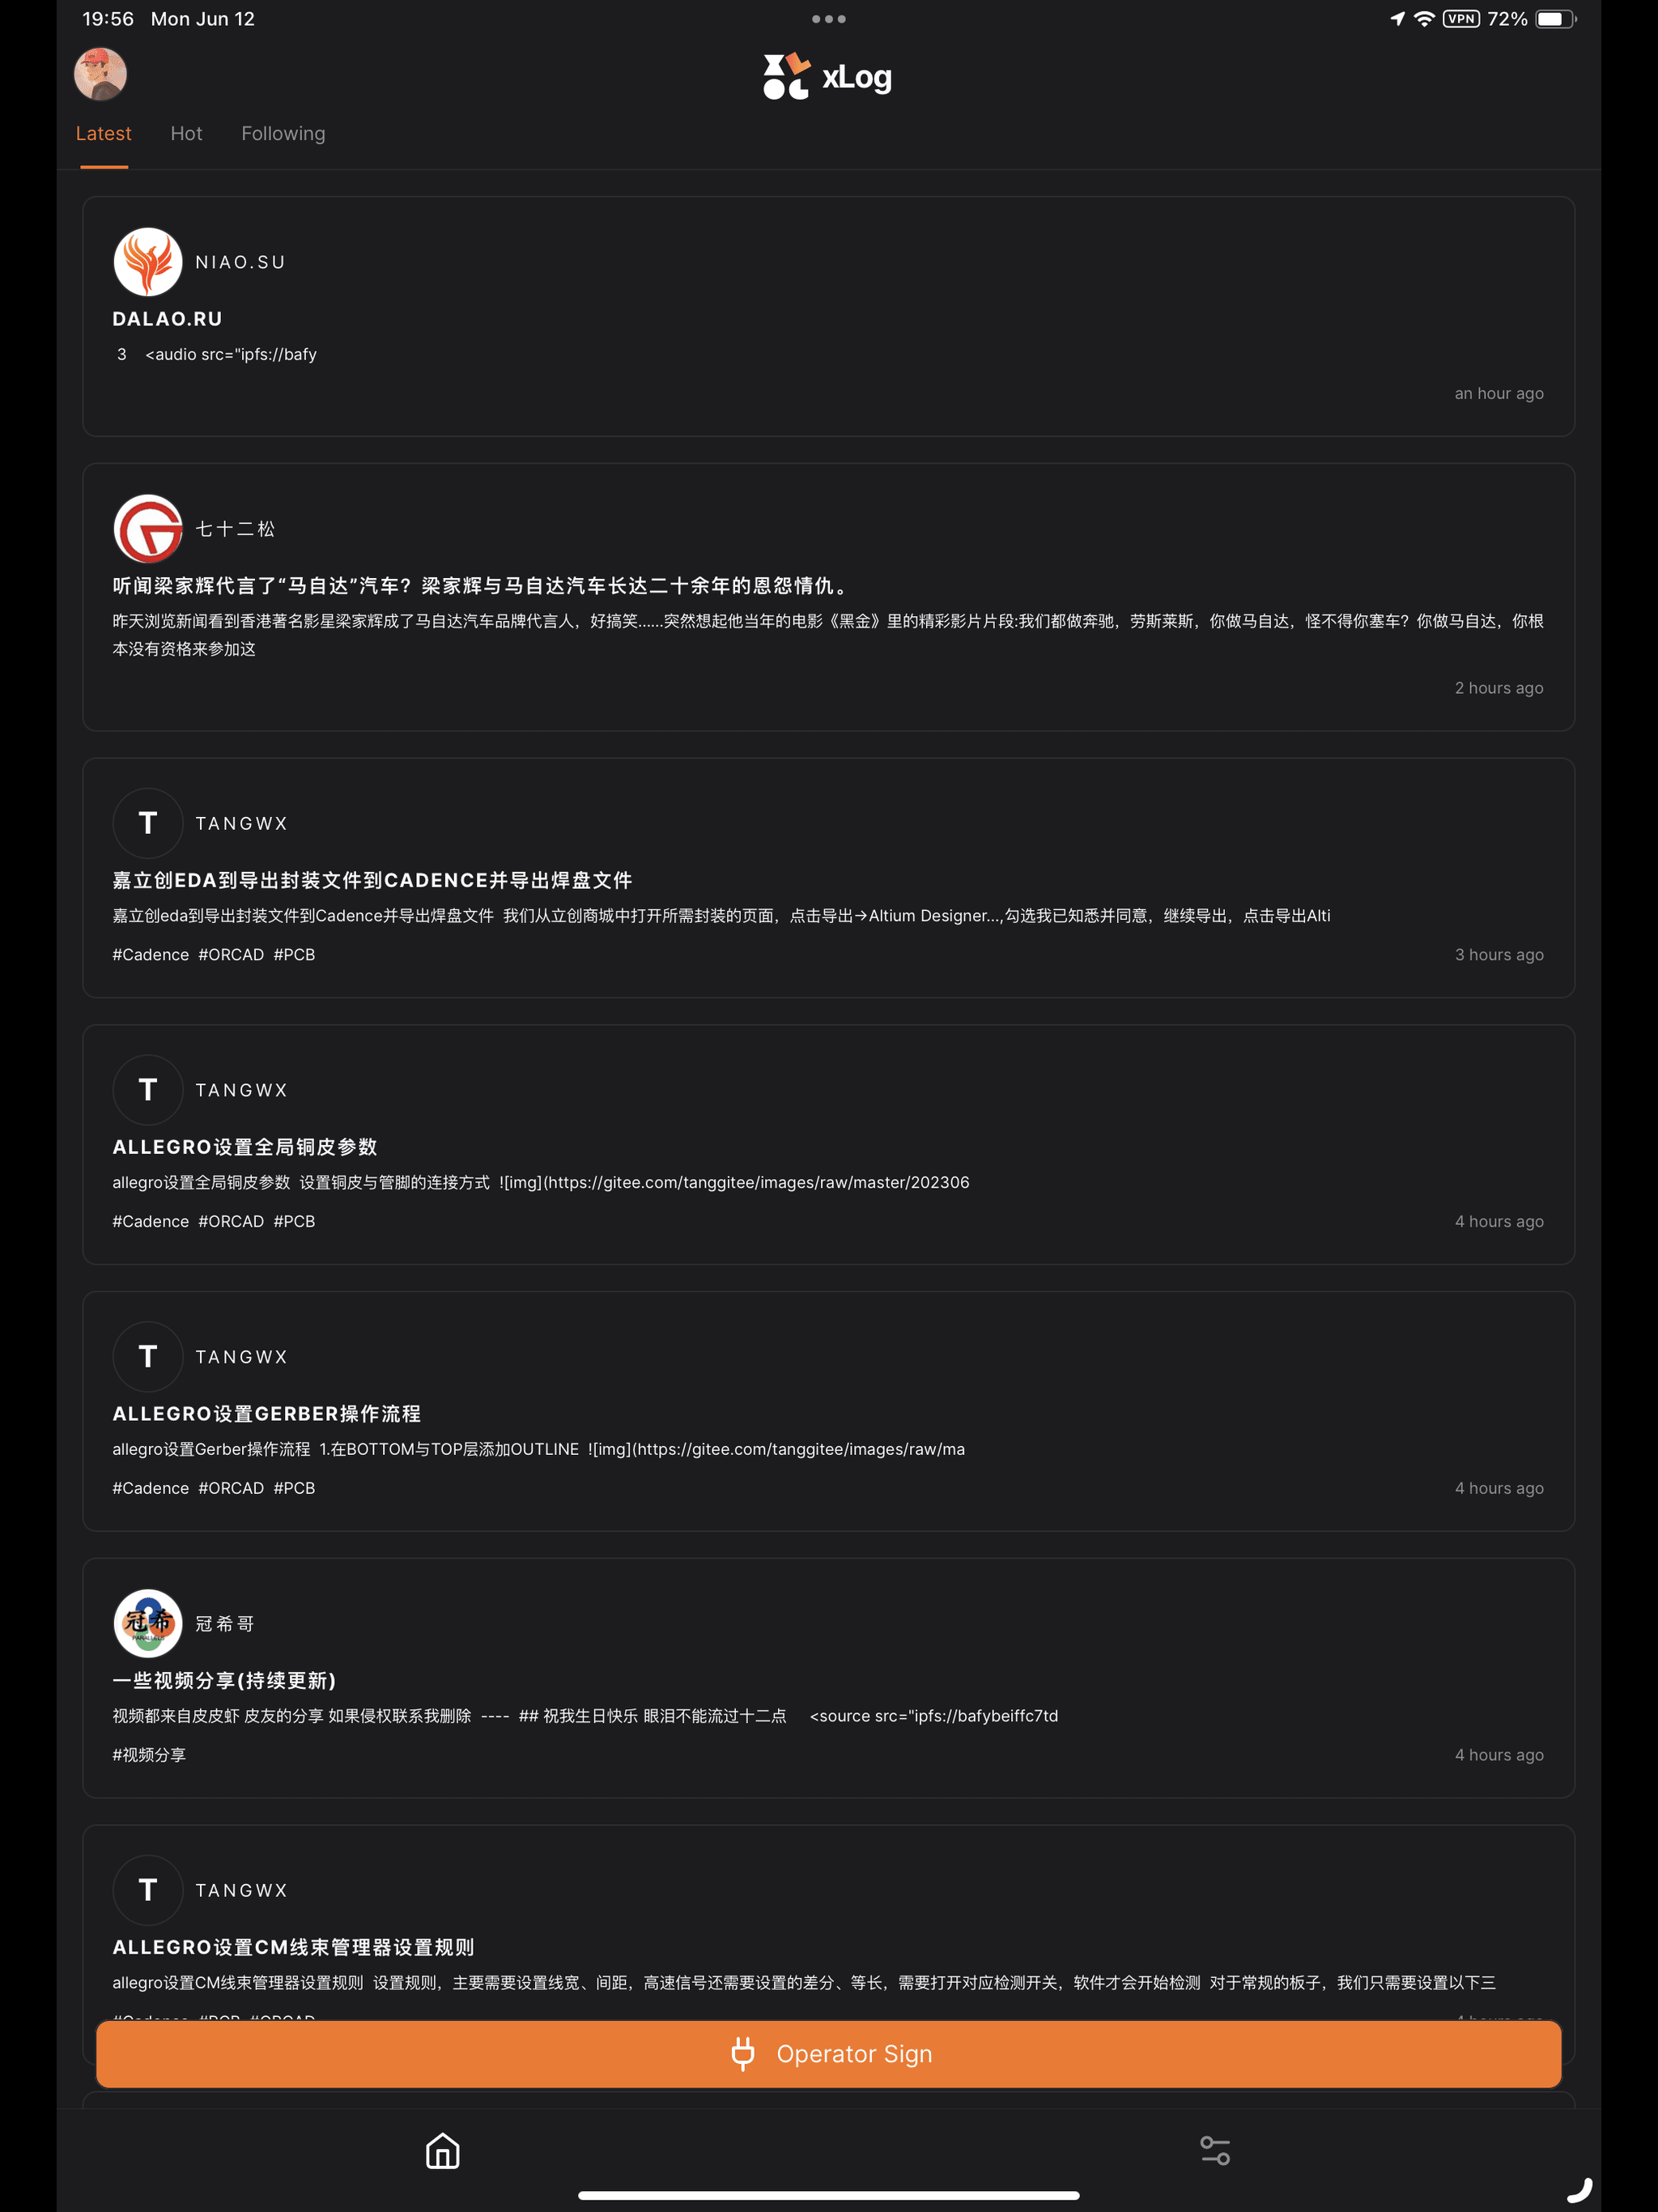 19:56 Mon Jun 12
VPN 72%
xLog
Latest Hot Following
NIAO.SU
DALAO.RU
3 <audio src="ipfs://bafy
an hour ago
七十二松
听闻梁家辉代言了“马自达”汽车？梁家辉与马自达汽车长达二十余年的恩怨情仇。
昨天浏览新闻看到香港著名影星梁家辉成了马自达汽车品牌代言人，好搞笑......突然想起他当年的电影《黑金》里的精彩影片片段:我们都做奔驰，劳斯莱斯，你做马自达，怪不得你塞车？你做马自达，你根
本没有资格来参加这
2 hours ago
T TANGWX
嘉立创EDA到导出封装文件到CADENCE并导出焊盘文件
嘉立创eda到导出封装文件到Cadence并导出焊盘文件 我们从立创商城中打开所需封装的页面，点击导出->Altium Designer...,勾选我已知悉并同意，继续导出，点击导出Alti
#Cadence #ORCAD #PCB 3 hours ago
T TANGWX
ALLEGRO设置全局铜皮参数
allegro设置全局铜皮参数 设置铜皮与管脚的连接方式 ![img](https://gitee.com/tanggitee/images/raw/master/202306
#Cadence #ORCAD #PCB 4 hours ago
T TANGWX
ALLEGRO设置GERBER操作流程
allegro设置Gerber操作流程 1.在BOTTOM与TOP层添加OUTLINE ![img](https://gitee.com/tanggitee/images/raw/ma
#Cadence #ORCAD #PCB 4 hours ago
冠希 冠希哥
一些视频分享(持续更新)
视频都来自皮皮虾 皮友的分享 如果侵权联系我删除 ---- ## 祝我生日快乐 眼泪不能流过十二点 <source src="ipfs://bafybeiffc7td
#视频分享 4 hours ago
T TANGWX
ALLEGRO设置CM线束管理器设置规则
allegro设置CM线束管理器设置规则 设置规则，主要需要设置线宽、间距，高速信号还需要设置的差分、等长，需要打开对应检测开关，软件才会开始检测 对于常规的板子，我们只需要设置以下三
#Cadence #PCB #ORCAD 4 hours ago
Operator Sign